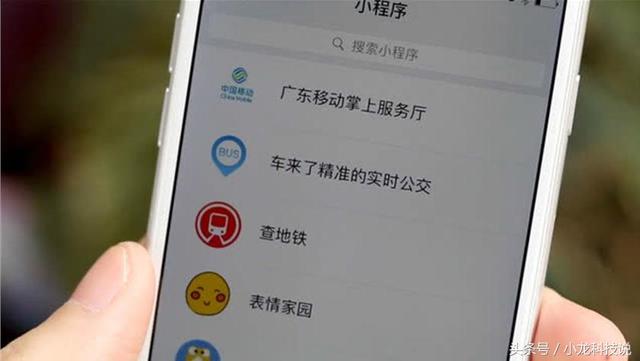 小程序
搜索小程序
中国移动
China Mobile
广东移动掌上服务厅
BUS
车来了精准的实时公交
查地铁
表情家园
头条号 / 小龙科技说